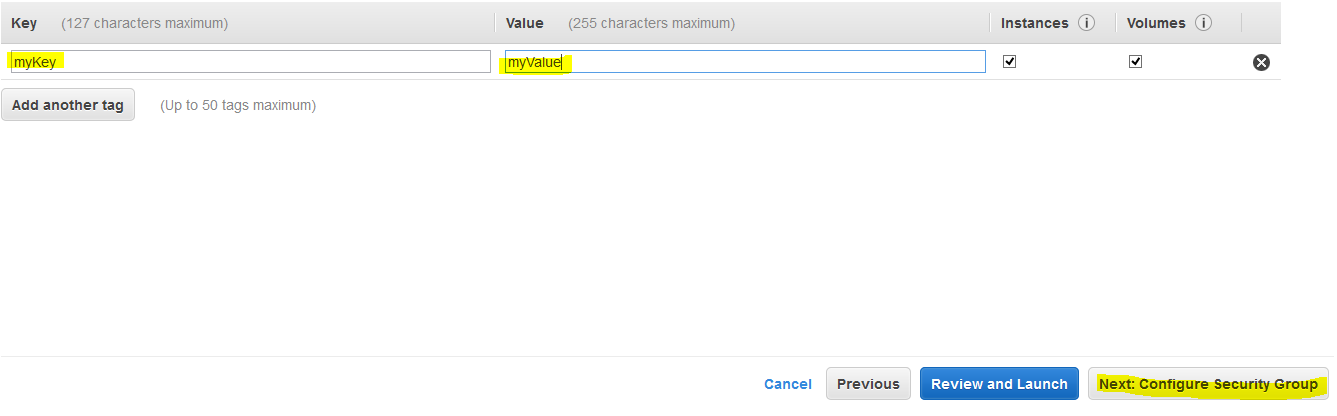 Key (127 characters maximum) Value (255 characters maximum) Instances i Volumes i
myKey myValue
Add another tag (Up to 50 tags maximum)
Cancel Previous Review and Launch Next: Configure Security Group